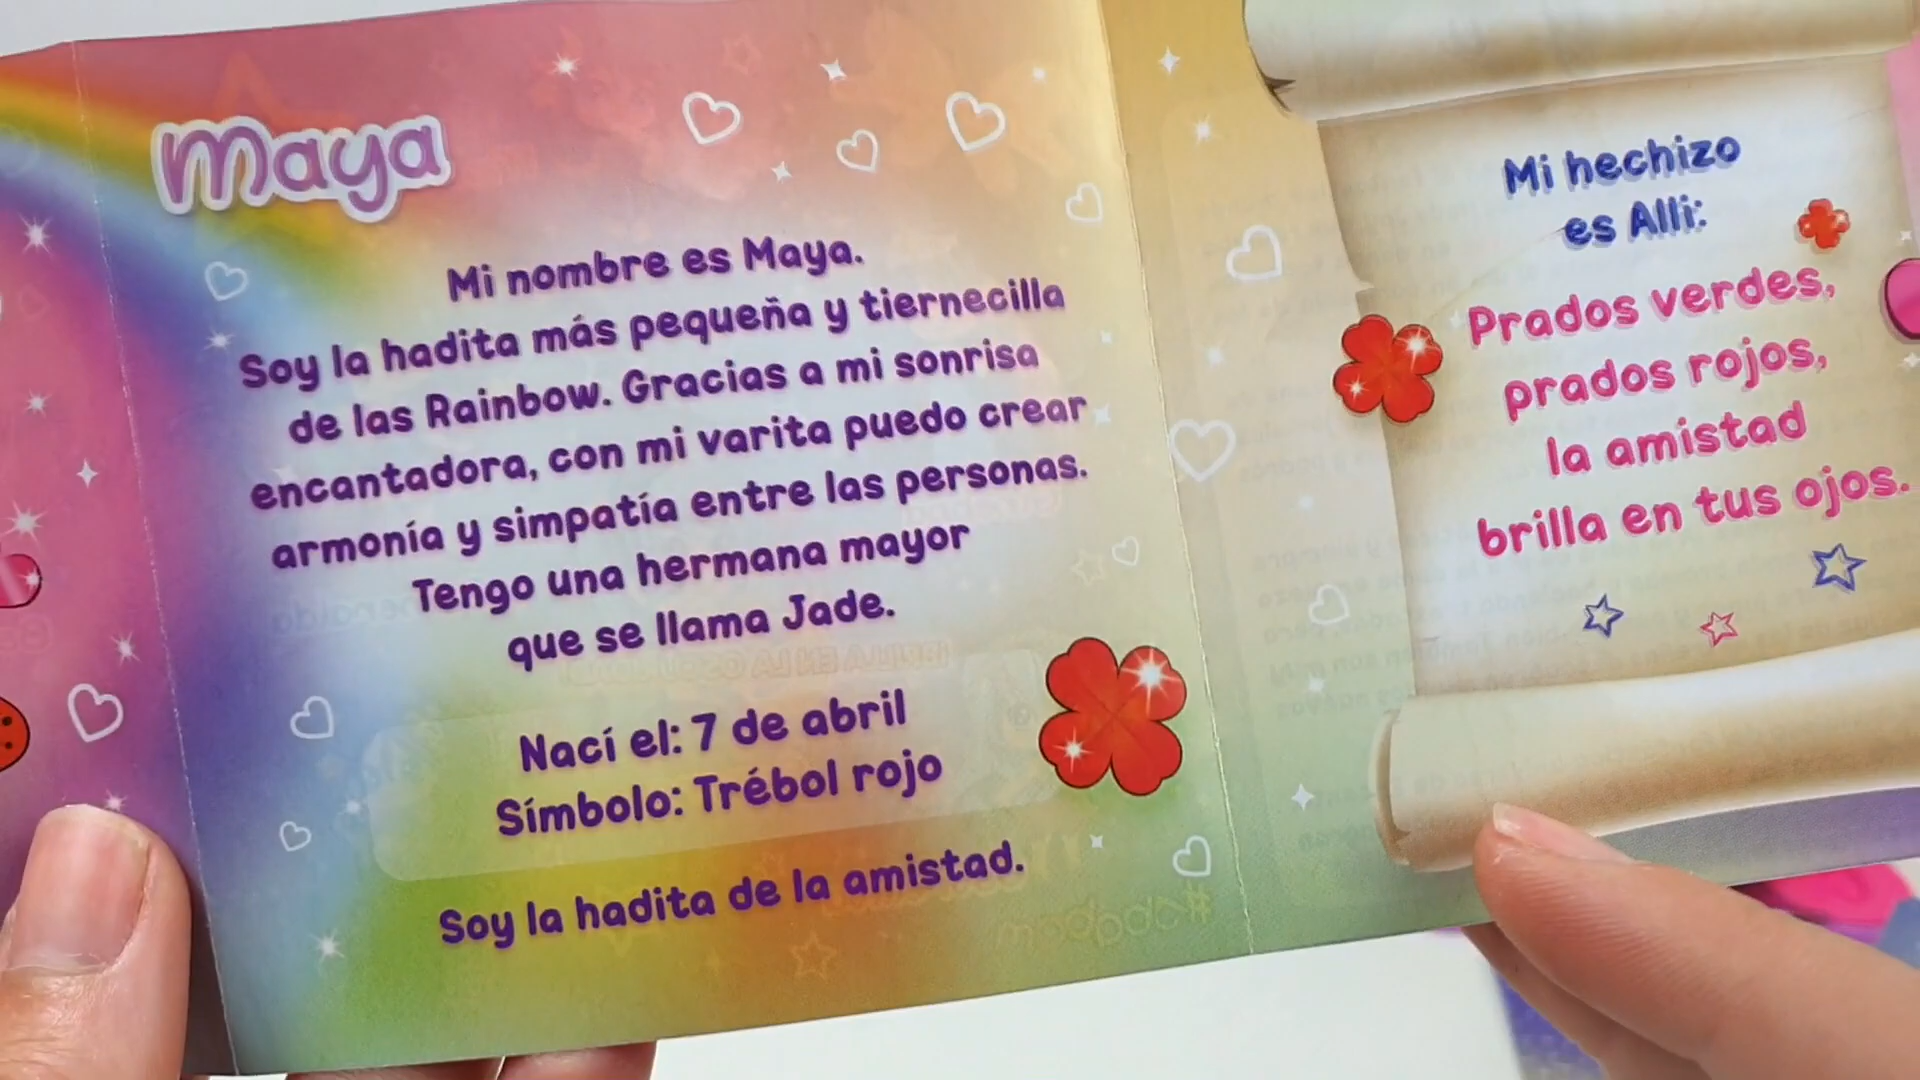 Maya
Mi nombre es Maya.
Soy la hadita más pequeña y tiernecilla
de las Rainbow. Gracias a mi sonrisa
encantadora, con mi varita puedo crear
armonía y simpatía entre las personas.
Tengo una hermana mayor
que se llama Jade.
Nací el: 7 de abril
Símbolo: Trébol rojo
Soy la hadita de la amistad.
Mi hechizo
es Alli:
Prados verdes,
prados rojos,
la amistad
brilla en tus ojos.